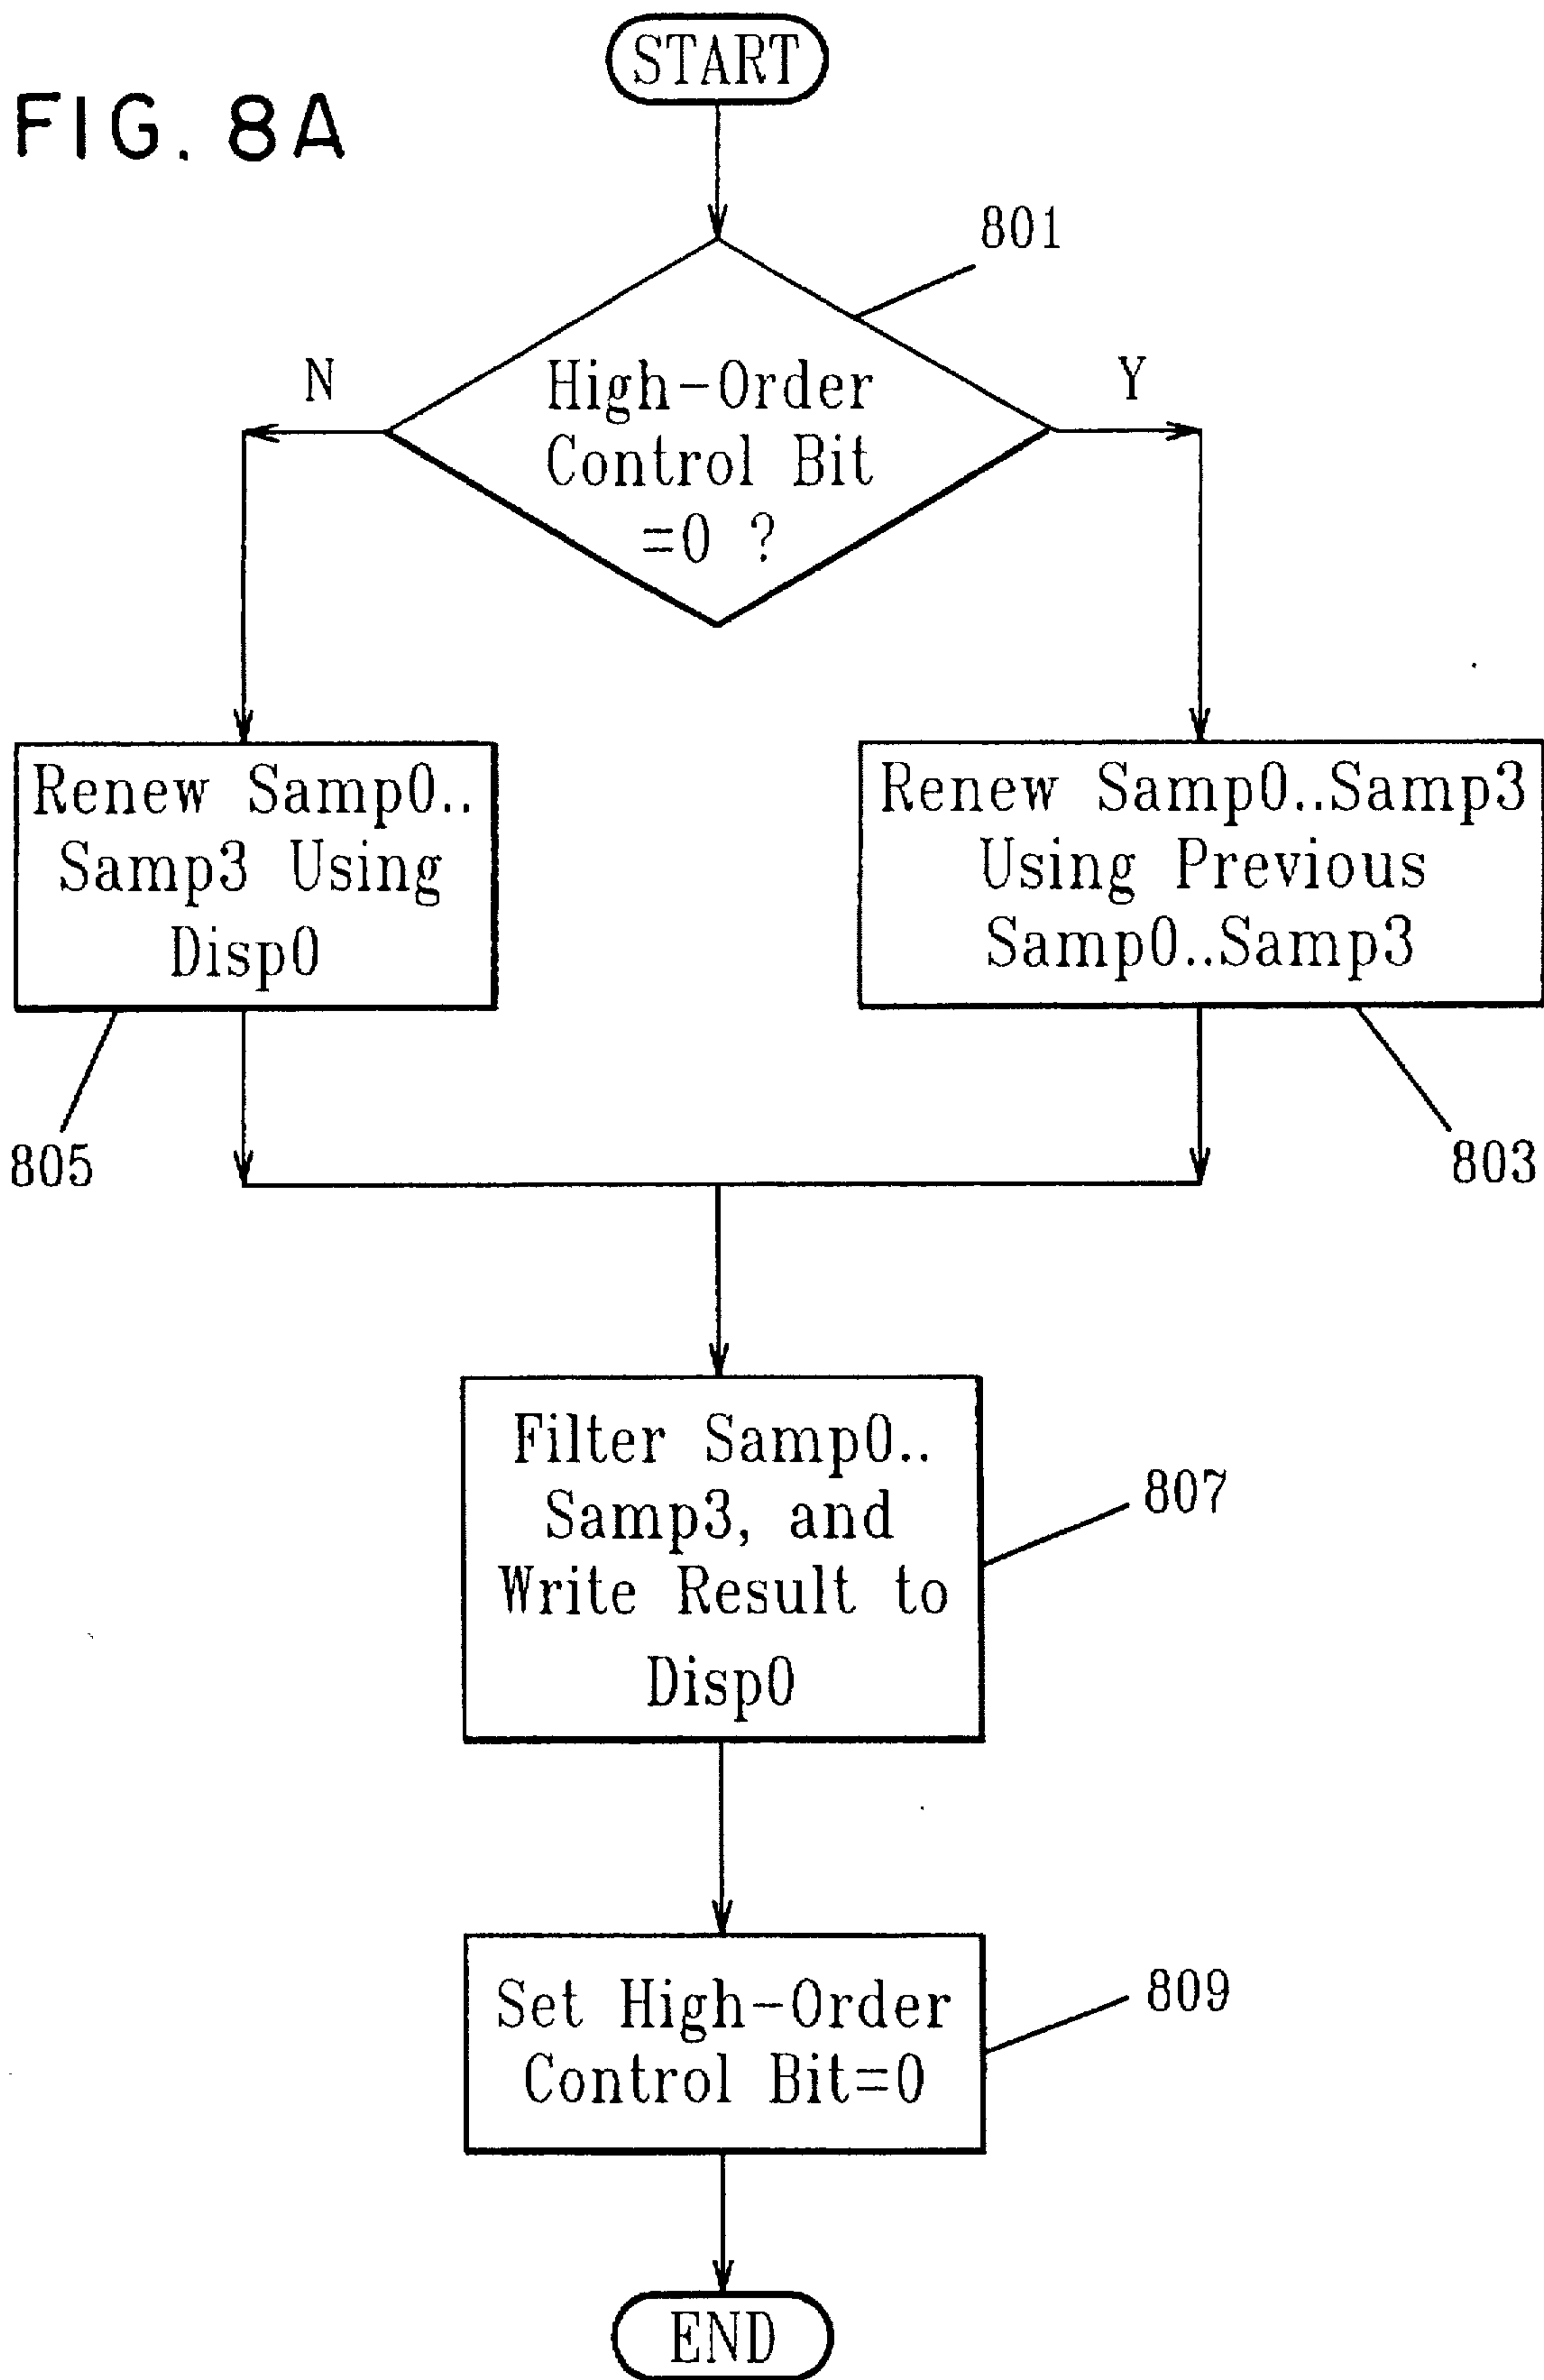 START
FIG. 8A
801
N
Y
High-Order
Control Bit
=0 ?
Renew Samp0..
Samp3 Using
Disp0
Renew Samp0..Samp3
Using Previous
Samp0..Samp3
805
803
Filter Samp0..
Samp3, and
Write Result to
Disp0
807
Set High-Order
Control Bit=0
809
END